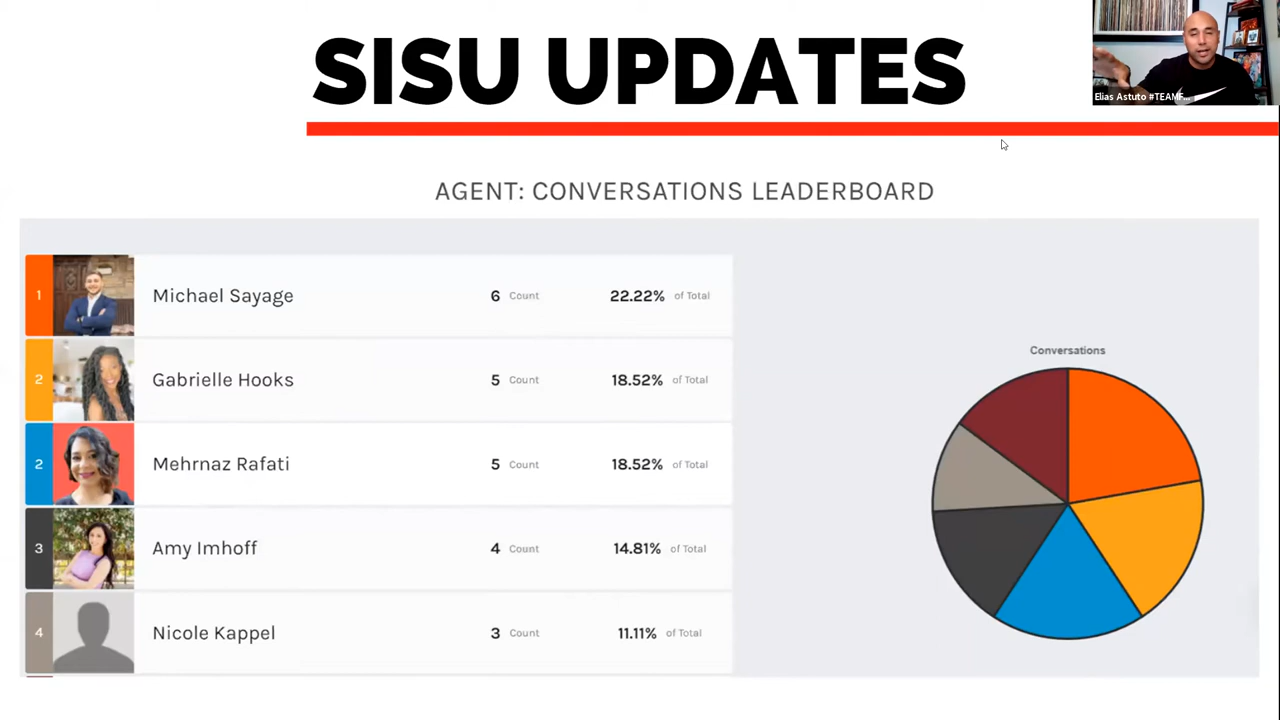 SISU UPDATES
Elias Astuto #TEAMF...
AGENT: CONVERSATIONS LEADERBOARD
1 Michael Sayage 6 Count 22.22% of Total
2 Gabrielle Hooks 5 Count 18.52% of Total
2 Mehrnaz Rafati 5 Count 18.52% of Total
3 Amy Imhoff 4 Count 14.81% of Total
4 Nicole Kappel 3 Count 11.11% of Total
Conversations